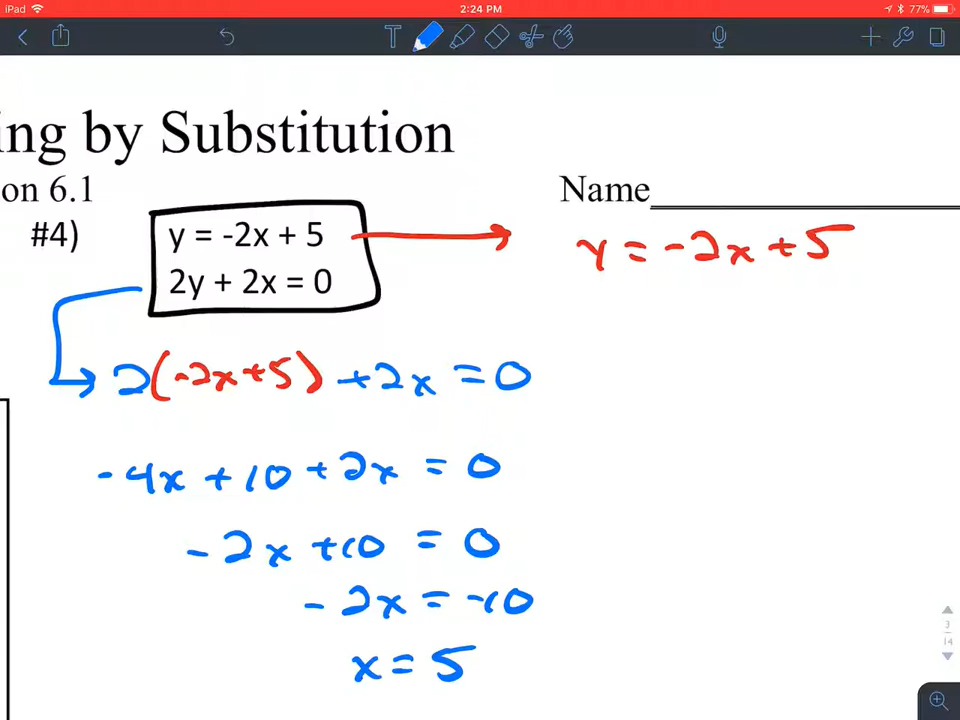 iPad 2:24 PM 77%
T
ing by Substitution
on 6.1
Name
#4) y = -2x + 5
2y + 2x = 0
y = -2x + 5
2(-2x+5) +2x = 0
-4x + 10 + 2x = 0
-2x + 10 = 0
-2x = -10
x = 5
3
14